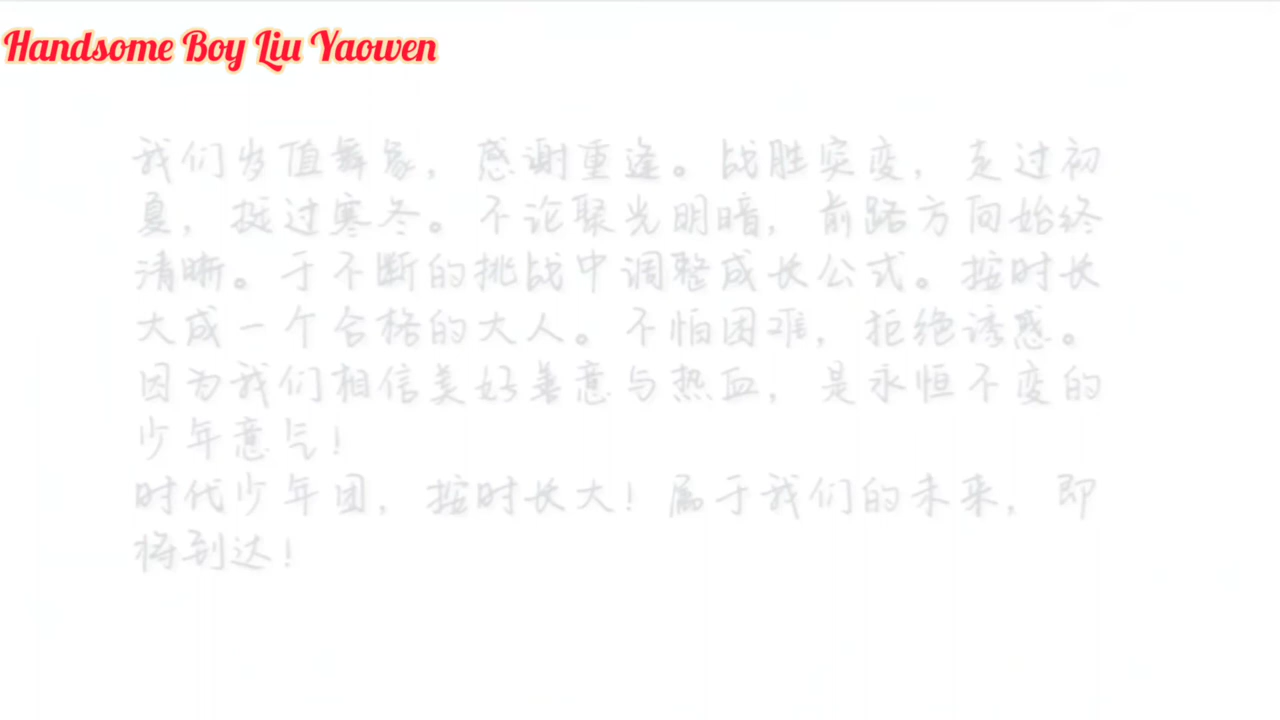 Handsome Boy Liu Yaowen
我们岁值舞象，感谢重逢。战胜突变，走过初
夏，挺过寒冬。不论聚光明暗，前路方向始终
清晰。于不断的挑战中调整成长公式。按时长
大成一个合格的大人。不怕困难，拒绝诱惑。
因为我们相信美好善意与热血，是永恒不变的
少年意气！
时代少年团，按时长大！属于我们的未来，即
将到达！